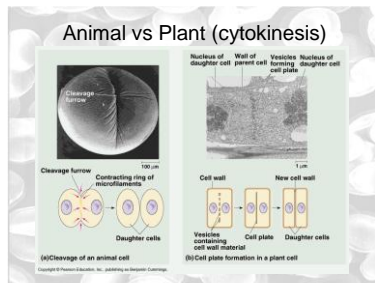 Animal vs Plant (cytokinesis)
Cleavage
furrow
100 µm
Cleavage furrow
Contracting ring of
microfilaments
Daughter cells
(a)Cleavage of an animal cell
Nucleus of
daughter cell
Wall of
parent cell
Vesicles
forming
cell plate
Nucleus of
daughter cell
1 µm
Cell wall
New cell wall
Vesicles
containing
cell wall material
Cell plate
Daughter cells
(b)Cell plate formation in a plant cell
Copyright © Pearson Education, Inc., publishing as Benjamin Cummings.